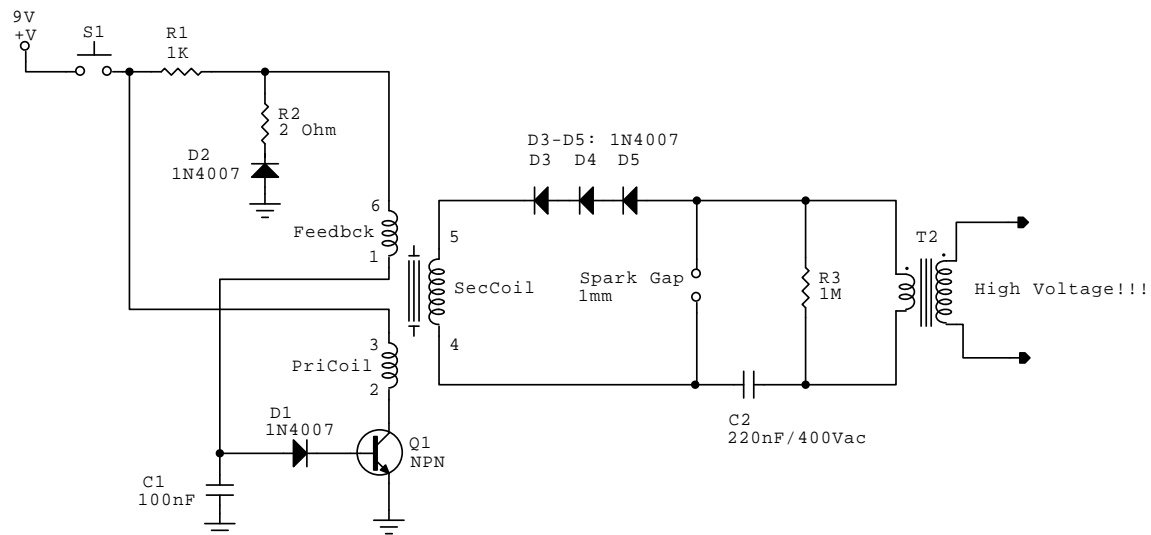 9V
+V
S1
R1
1K
R2
2 Ohm
D2
1N4007
D3-D5: 1N4007
D3 D4 D5
6
Feedbck
1
5
SecCoil
4
Spark Gap
1mm
R3
1M
T2
High Voltage!!!
3
PriCoil
2
D1
1N4007
Q1
NPN
C2
220nF/400Vac
C1
100nF